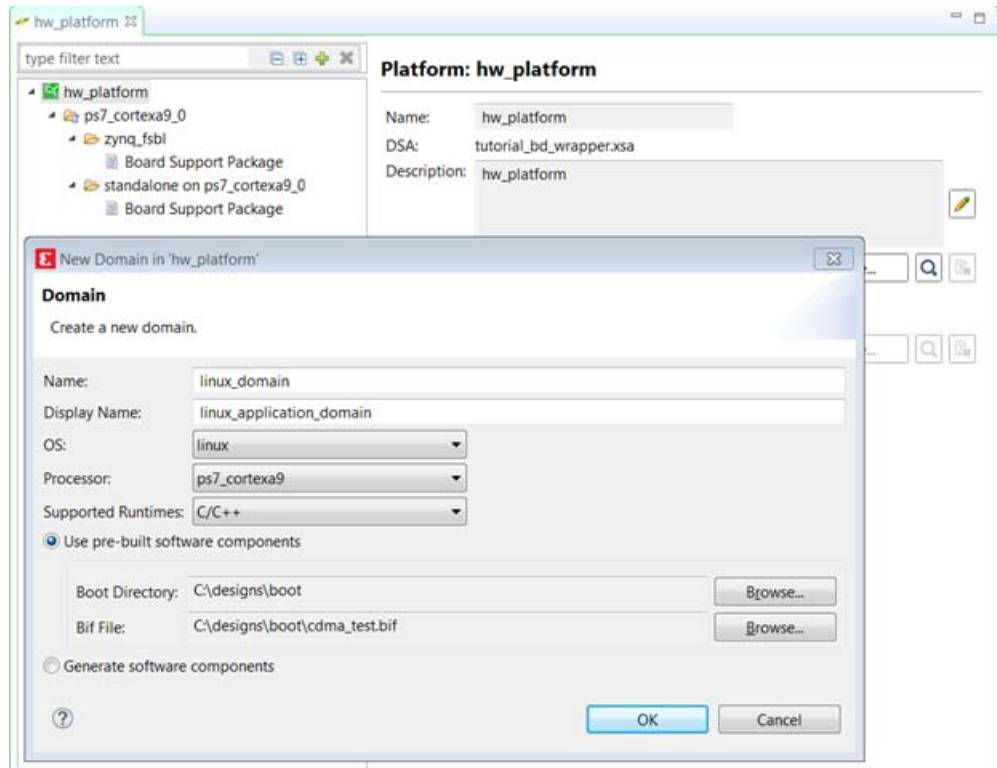 hw_platform
type filter text
hw_platform
ps7_cortexa9_0
zynq_fsbl
Board Support Package
standalone on ps7_cortexa9_0
Board Support Package
Platform: hw_platform
Name: hw_platform
DSA: tutorial_bd_wrapper.xsa
Description: hw_platform
New Domain in 'hw_platform'
Domain
Create a new domain.
Name: linux_domain
Display Name: linux_application_domain
OS: linux
Processor: ps7_cortexa9
Supported Runtimes: C/C++
Use pre-built software components
Boot Directory: C:\designs\boot
Browse...
Bif File: C:\designs\boot\cdma_test.bif
Browse...
Generate software components
?
OK
Cancel